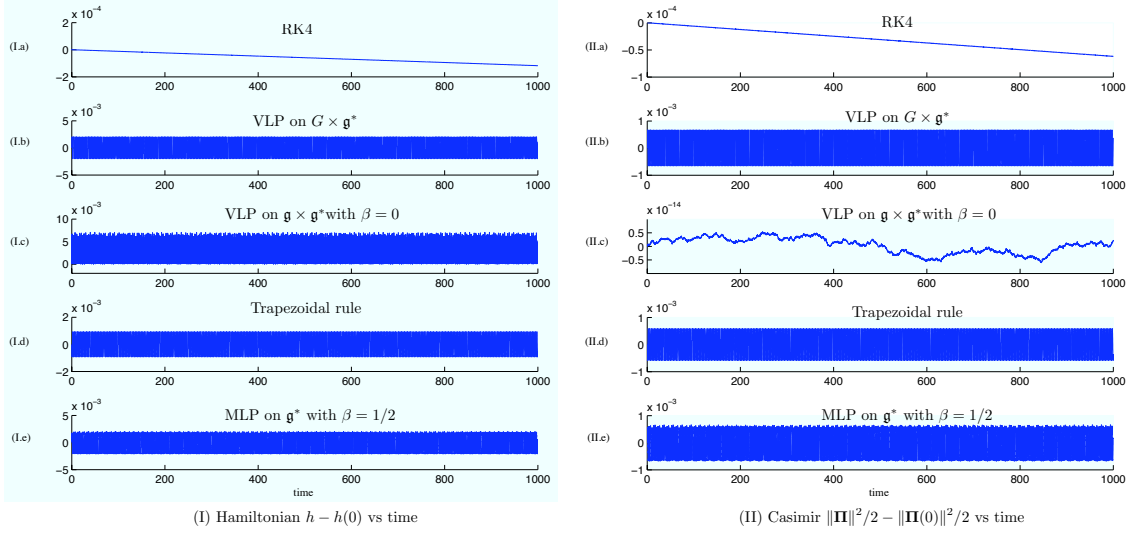 x 10⁻⁴
RK4
(I.a)
2
0
−2
0 200 400 600 800 1000
x 10⁻³
VLP on G × 𝔤*
(I.b)
5
0
−5
0 200 400 600 800 1000
x 10⁻³
VLP on 𝔤 × 𝔤*with β = 0
(I.c)
10
5
0
0 200 400 600 800 1000
x 10⁻³
Trapezoidal rule
(I.d)
2
0
−2
0 200 400 600 800 1000
x 10⁻³
MLP on 𝔤* with β = 1/2
(I.e)
5
0
−5
0 200 400 600 800 1000
time
(I) Hamiltonian h − h(0) vs time
x 10⁻⁴
RK4
(II.a)
0
−0.5
−1
0 200 400 600 800 1000
x 10⁻³
VLP on G × 𝔤*
(II.b)
1
0
−1
0 200 400 600 800 1000
x 10⁻¹⁴
VLP on 𝔤 × 𝔤*with β = 0
(II.c)
0.5
0
−0.5
0 200 400 600 800 1000
x 10⁻³
Trapezoidal rule
(II.d)
1
0
−1
0 200 400 600 800 1000
x 10⁻³
MLP on 𝔤* with β = 1/2
(II.e)
1
0
−1
0 200 400 600 800 1000
time
(II) Casimir ‖Π‖²/2 − ‖Π(0)‖²/2 vs time